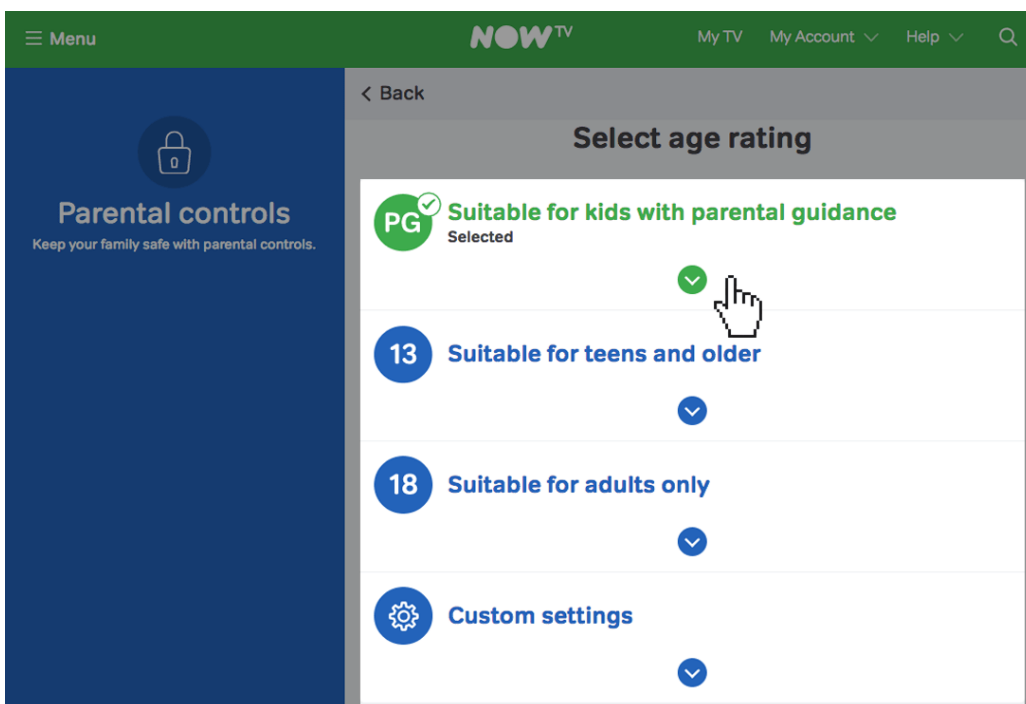 Menu
NOW TV
My TV
My Account
Help
Back
Select age rating
Parental controls
Keep your family safe with parental controls.
PG
Suitable for kids with parental guidance
Selected
13
Suitable for teens and older
18
Suitable for adults only
Custom settings